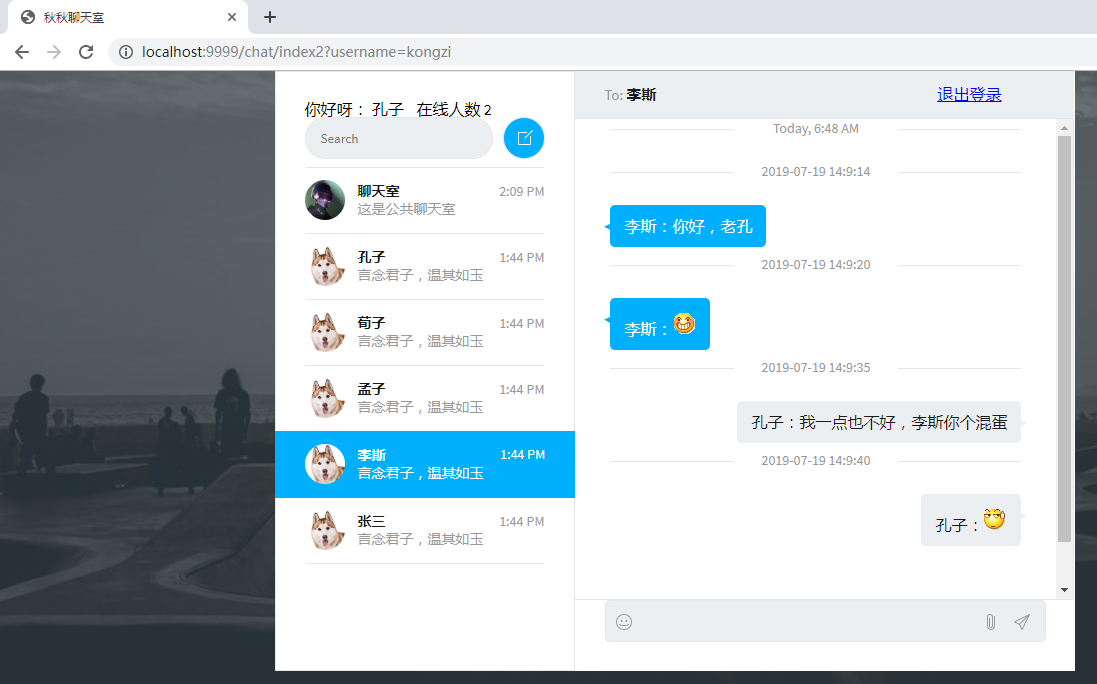 秋秋聊天室
localhost:9999/chat/index2?username=kongzi
你好呀： 孔子 在线人数 2
Search
聊天室 2:09 PM
这是公共聊天室
孔子 1:44 PM
言念君子，温其如玉
荀子 1:44 PM
言念君子，温其如玉
孟子 1:44 PM
言念君子，温其如玉
李斯 1:44 PM
言念君子，温其如玉
张三 1:44 PM
言念君子，温其如玉
To: 李斯 退出登录
Today, 6:48 AM
2019-07-19 14:9:14
李斯：你好，老孔
2019-07-19 14:9:20
李斯：
2019-07-19 14:9:35
孔子：我一点也不好，李斯你个混蛋
2019-07-19 14:9:40
孔子：